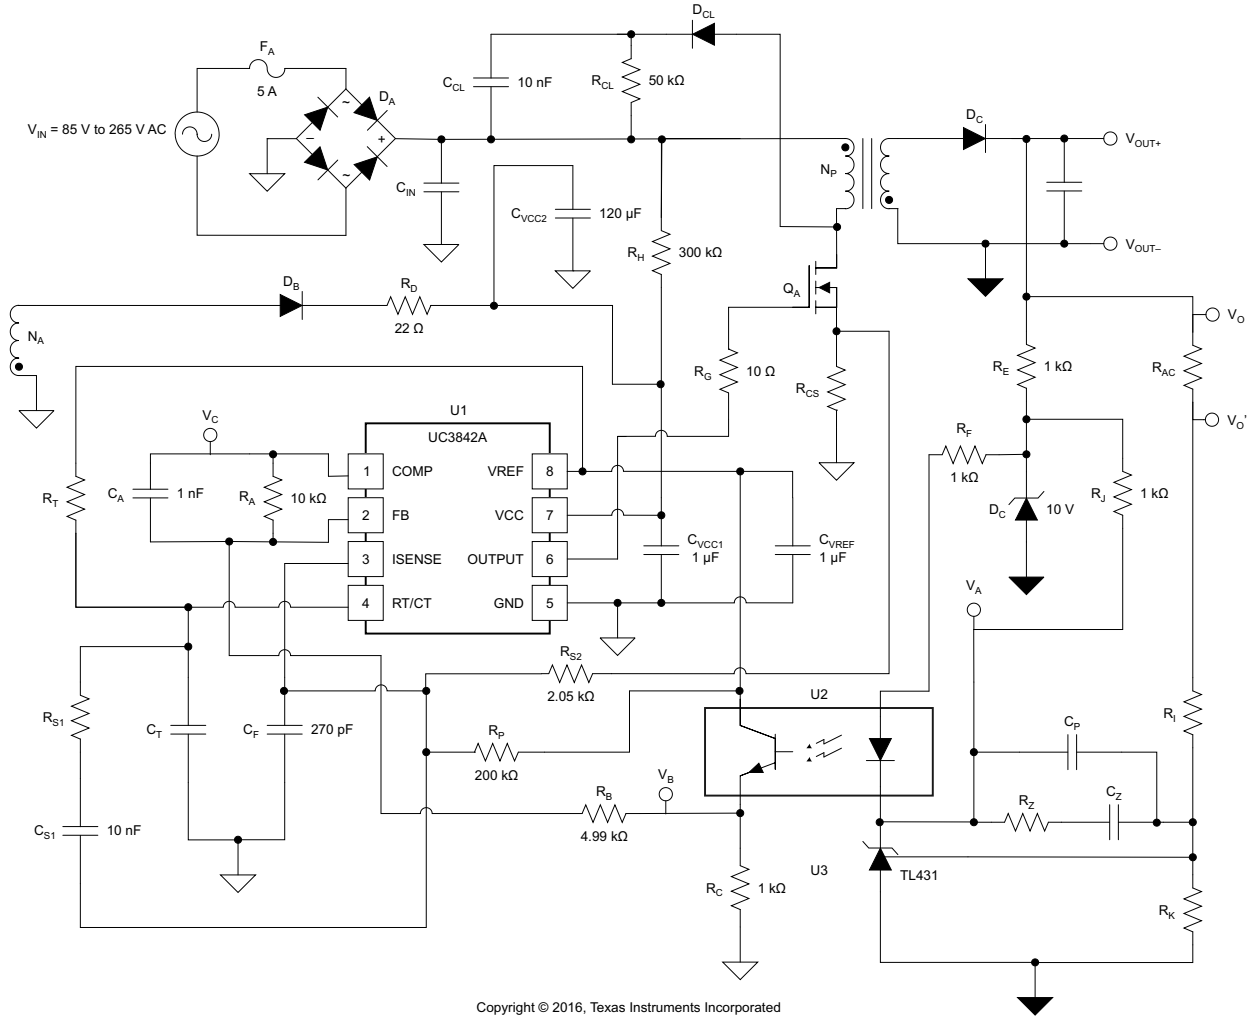 D_CL
F_A
5 A
D_A
C_CL
10 nF
R_CL
50 kΩ
V_IN = 85 V to 265 V AC
~
−
+
~
D_C
V_OUT+
N_P
C_IN
C_VCC2
120 µF
R_H
300 kΩ
V_OUT–
D_B
R_D
22 Ω
Q_A
N_A
V_O
R_G
10 Ω
R_CS
R_E
1 kΩ
R_AC
V_O'
U1
UC3842A
V_C
R_F
1 kΩ
1
COMP
VREF
8
C_A
1 nF
R_A
10 kΩ
R_T
R_J
1 kΩ
D_C
10 V
2
FB
VCC
7
3
ISENSE
OUTPUT
6
C_VCC1
1 µF
C_VREF
1 µF
4
RT/CT
GND
5
V_A
R_S2
2.05 kΩ
U2
R_S1
C_T
C_F
270 pF
R_P
200 kΩ
C_P
R_I
V_B
R_B
4.99 kΩ
R_Z
C_Z
C_S1
10 nF
U3
TL431
R_C
1 kΩ
R_K
Copyright © 2016, Texas Instruments Incorporated